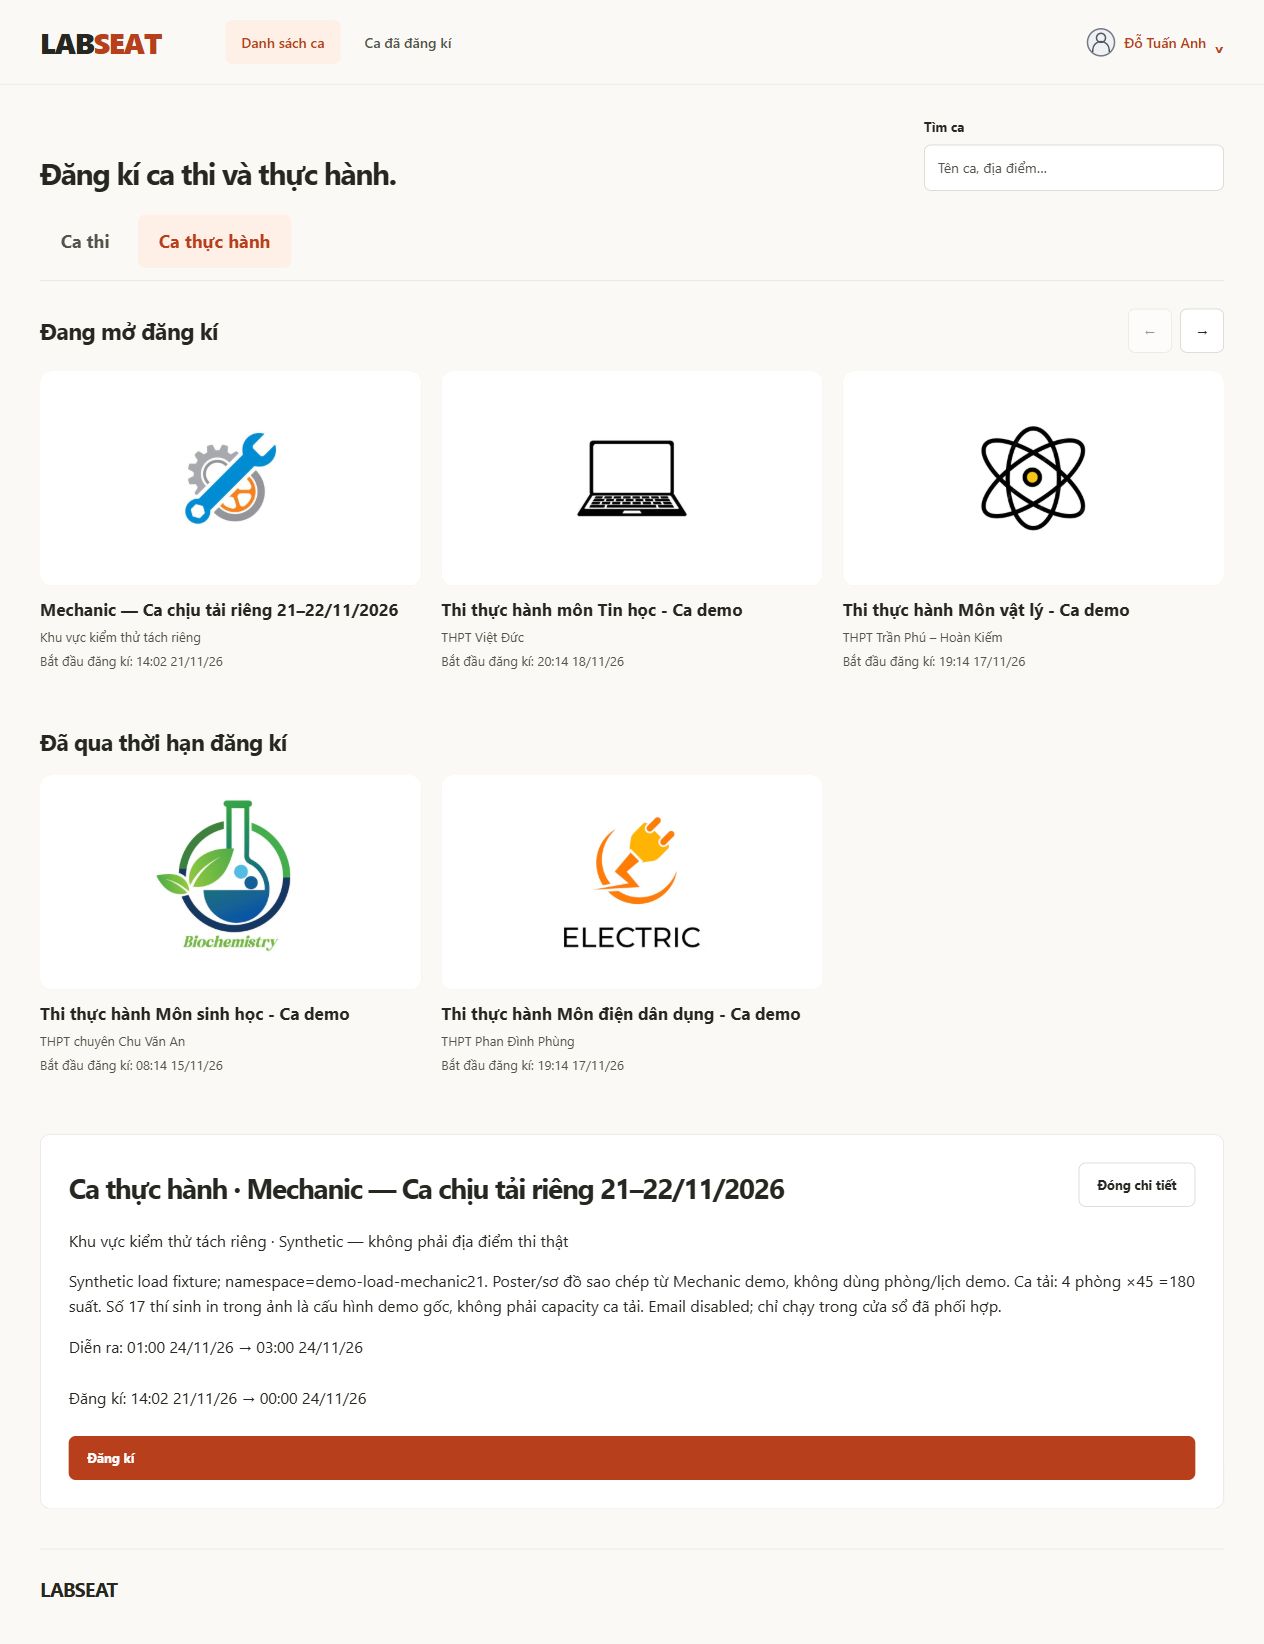 LABSEAT
Danh sách ca
Ca đã đăng kí
Đỗ Tuấn Anh
Tìm ca
Đăng kí ca thi và thực hành.
Tên ca, địa điểm...
Ca thi
Ca thực hành
Đang mở đăng kí
← →
Mechanic — Ca chịu tải riêng 21–22/11/2026
Khu vực kiểm thử tách riêng
Bắt đầu đăng kí: 14:02 21/11/26
Thi thực hành môn Tin học - Ca demo
THPT Việt Đức
Bắt đầu đăng kí: 20:14 18/11/26
Thi thực hành Môn vật lý - Ca demo
THPT Trần Phú – Hoàn Kiếm
Bắt đầu đăng kí: 19:14 17/11/26
Đã qua thời hạn đăng kí
Biochemistry
ELECTRIC
Thi thực hành Môn sinh học - Ca demo
THPT chuyên Chu Văn An
Bắt đầu đăng kí: 08:14 15/11/26
Thi thực hành Môn điện dân dụng - Ca demo
THPT Phan Đình Phùng
Bắt đầu đăng kí: 19:14 17/11/26
Ca thực hành · Mechanic — Ca chịu tải riêng 21–22/11/2026
Đóng chi tiết
Khu vực kiểm thử tách riêng · Synthetic — không phải địa điểm thi thật
Synthetic load fixture; namespace=demo-load-mechanic21. Poster/sơ đồ sao chép từ Mechanic demo, không dùng phòng/lịch demo. Ca tải: 4 phòng ×45 =180
suất. Số 17 thí sinh in trong ảnh là cấu hình demo gốc, không phải capacity ca tải. Email disabled; chỉ chạy trong cửa sổ đã phối hợp.
Diễn ra: 01:00 24/11/26 → 03:00 24/11/26
Đăng kí: 14:02 21/11/26 → 00:00 24/11/26
Đăng kí
LABSEAT